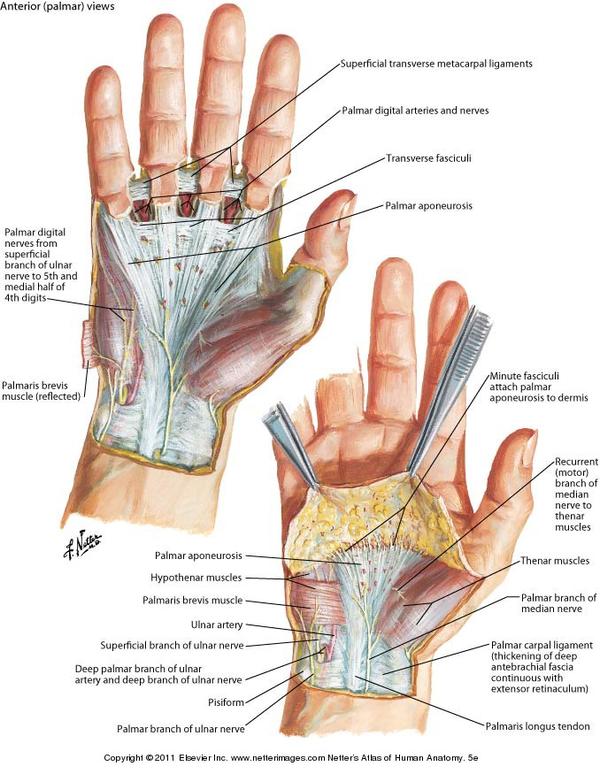 Anterior (palmar) views
Superficial transverse metacarpal ligaments
Palmar digital arteries and nerves
Transverse fasciculi
Palmar aponeurosis
Palmar digital
nerves from
superficial
branch of ulnar
nerve to 5th and
medial half of
4th digits
Palmaris brevis
muscle (reflected)
Minute fasciculi
attach palmar
aponeurosis to dermis
Recurrent
(motor)
branch of
median
nerve to
thenar
muscles
F. Netter
M.D.
Palmar aponeurosis
Hypothenar muscles
Palmaris brevis muscle
Ulnar artery
Superficial branch of ulnar nerve
Deep palmar branch of ulnar
artery and deep branch of ulnar nerve
Pisiform
Palmar branch of ulnar nerve
Thenar muscles
Palmar branch of
median nerve
Palmar carpal ligament
(thickening of deep
antebrachial fascia
continuous with
extensor retinaculum)
Palmaris longus tendon
Copyright © 2011 Elsevier Inc. www.netterimages.com Netter's Atlas of Human Anatomy. 5e